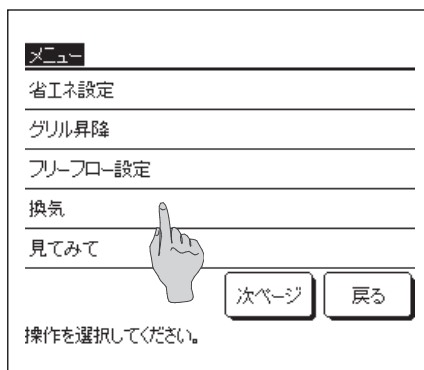 メニュー
省エネ設定
グリル昇降
フリーフロー設定
換気
見てみて
次ページ 戻る
操作を選択してください。